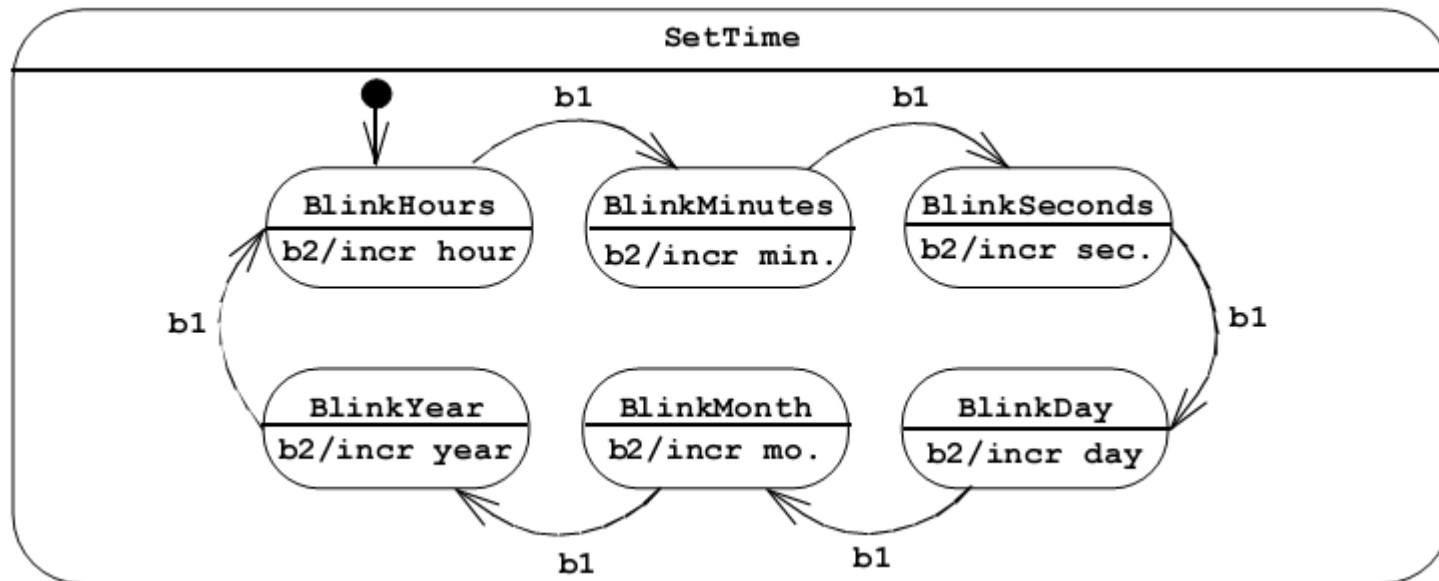 SetTime
b1
b1
BlinkHours
b2/incr hour
BlinkMinutes
b2/incr min.
BlinkSeconds
b2/incr sec.
b1
b1
BlinkYear
b2/incr year
BlinkMonth
b2/incr mo.
BlinkDay
b2/incr day
b1
b1